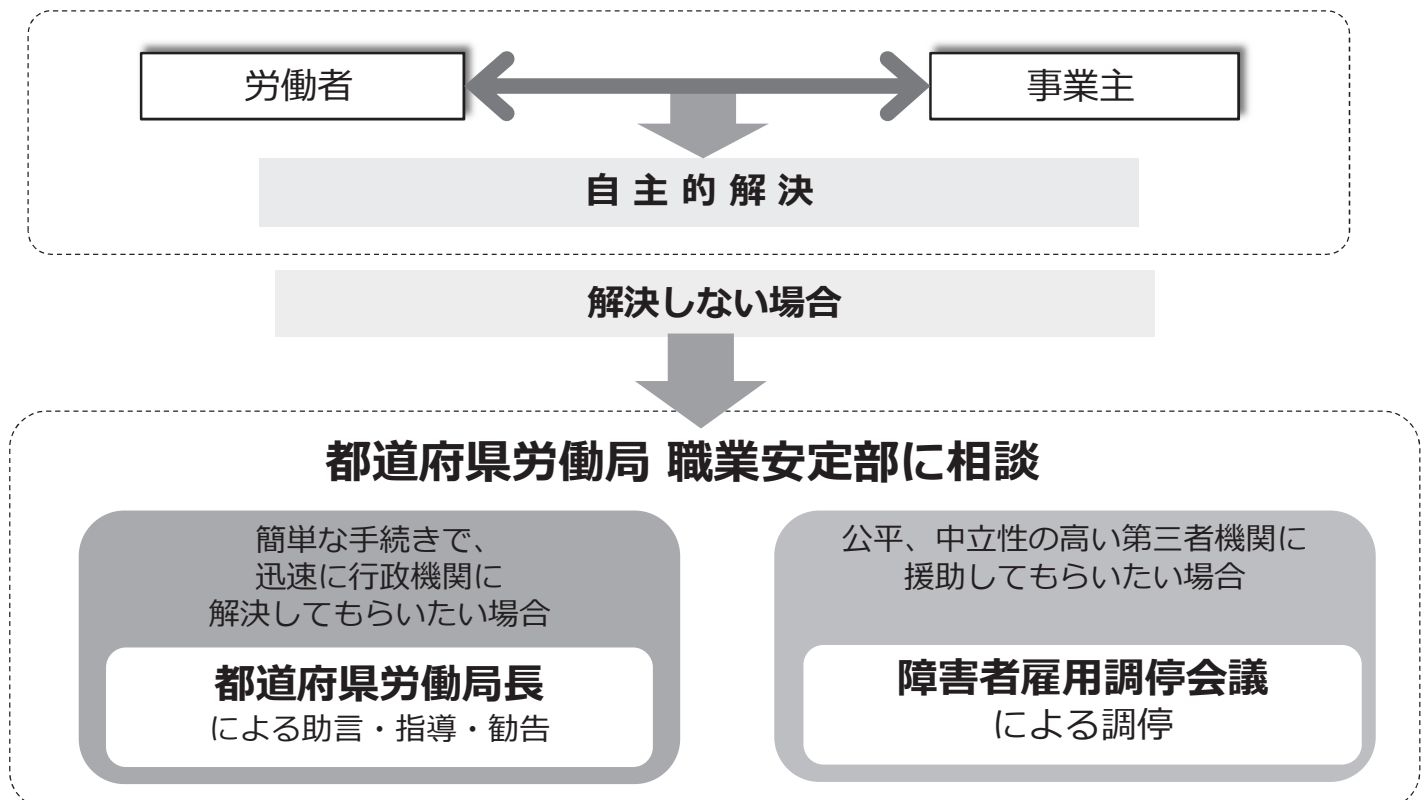 労働者
事業主
自主的解決
解決しない場合
都道府県労働局 職業安定部に相談
簡単な手続きで、
迅速に行政機関に
解決してもらいたい場合
都道府県労働局長
による助言・指導・勧告
公平、中立性の高い第三者機関に
援助してもらいたい場合
障害者雇用調停会議
による調停